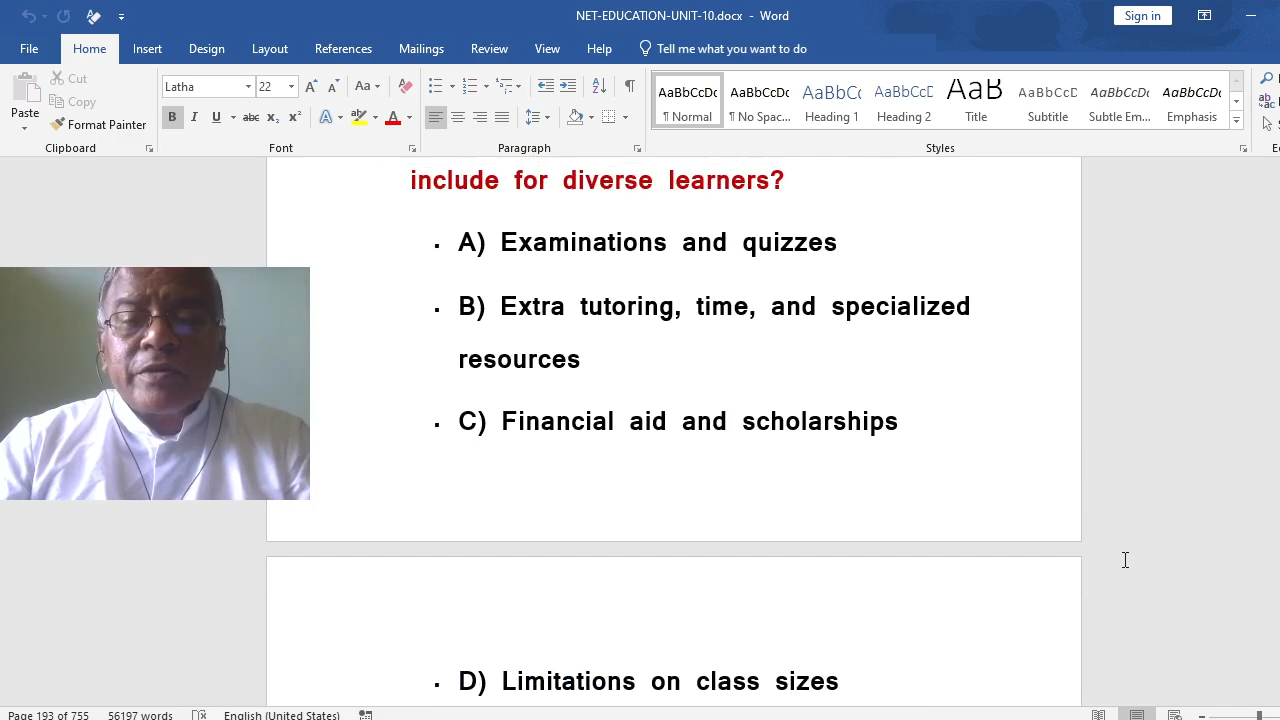 NET-EDUCATION-UNIT-10.docx - Word
Sign in
File Home Insert Design Layout References Mailings Review View Help Tell me what you want to do
Paste
Cut
Copy
Format Painter
Latha 22
AaBbCcDc AaBbCcDc AaBbCc AaBbCcD AaB AaBbCcD AaBbCcDc AaBbCcDc
¶ Normal ¶ No Spac... Heading 1 Heading 2 Title Subtitle Subtle Em... Emphasis
Clipboard Font Paragraph Styles
include for diverse learners?
A) Examinations and quizzes
B) Extra tutoring, time, and specialized
resources
C) Financial aid and scholarships
D) Limitations on class sizes
Page 193 of 755 56197 words English (United States)